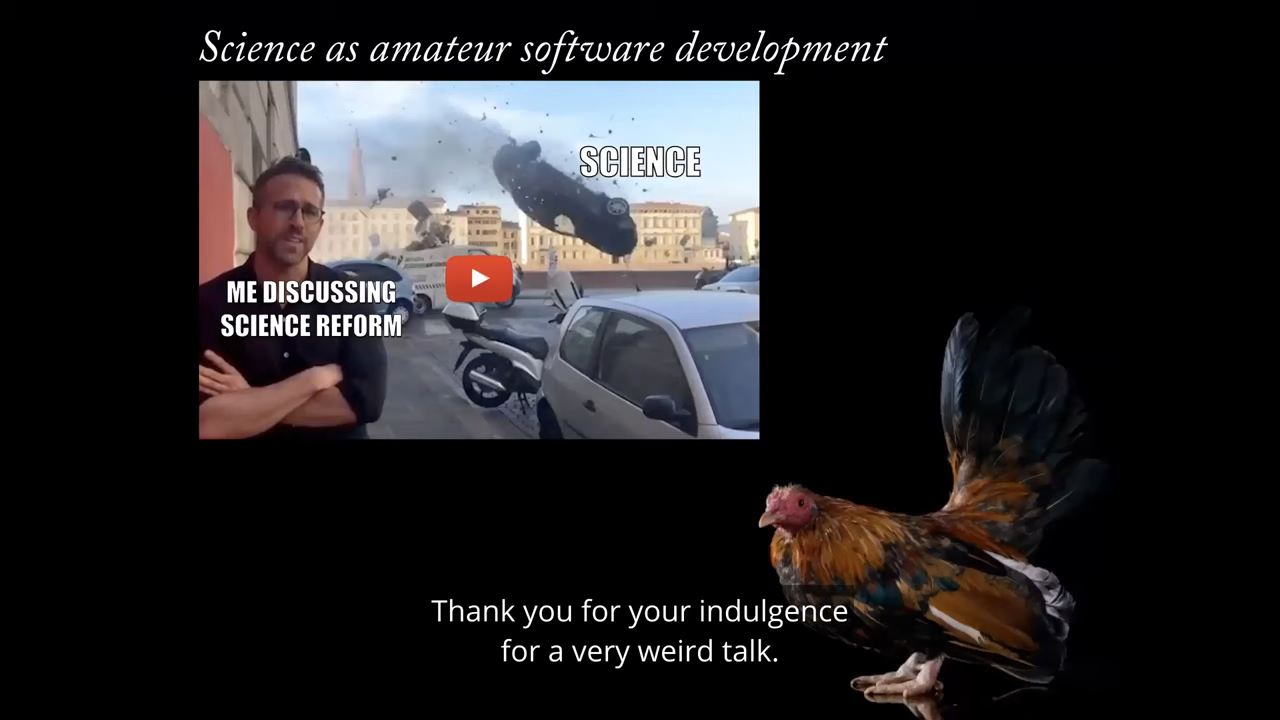 Science as amateur software development
SCIENCE
ME DISCUSSING
SCIENCE REFORM
Thank you for your indulgence
for a very weird talk.